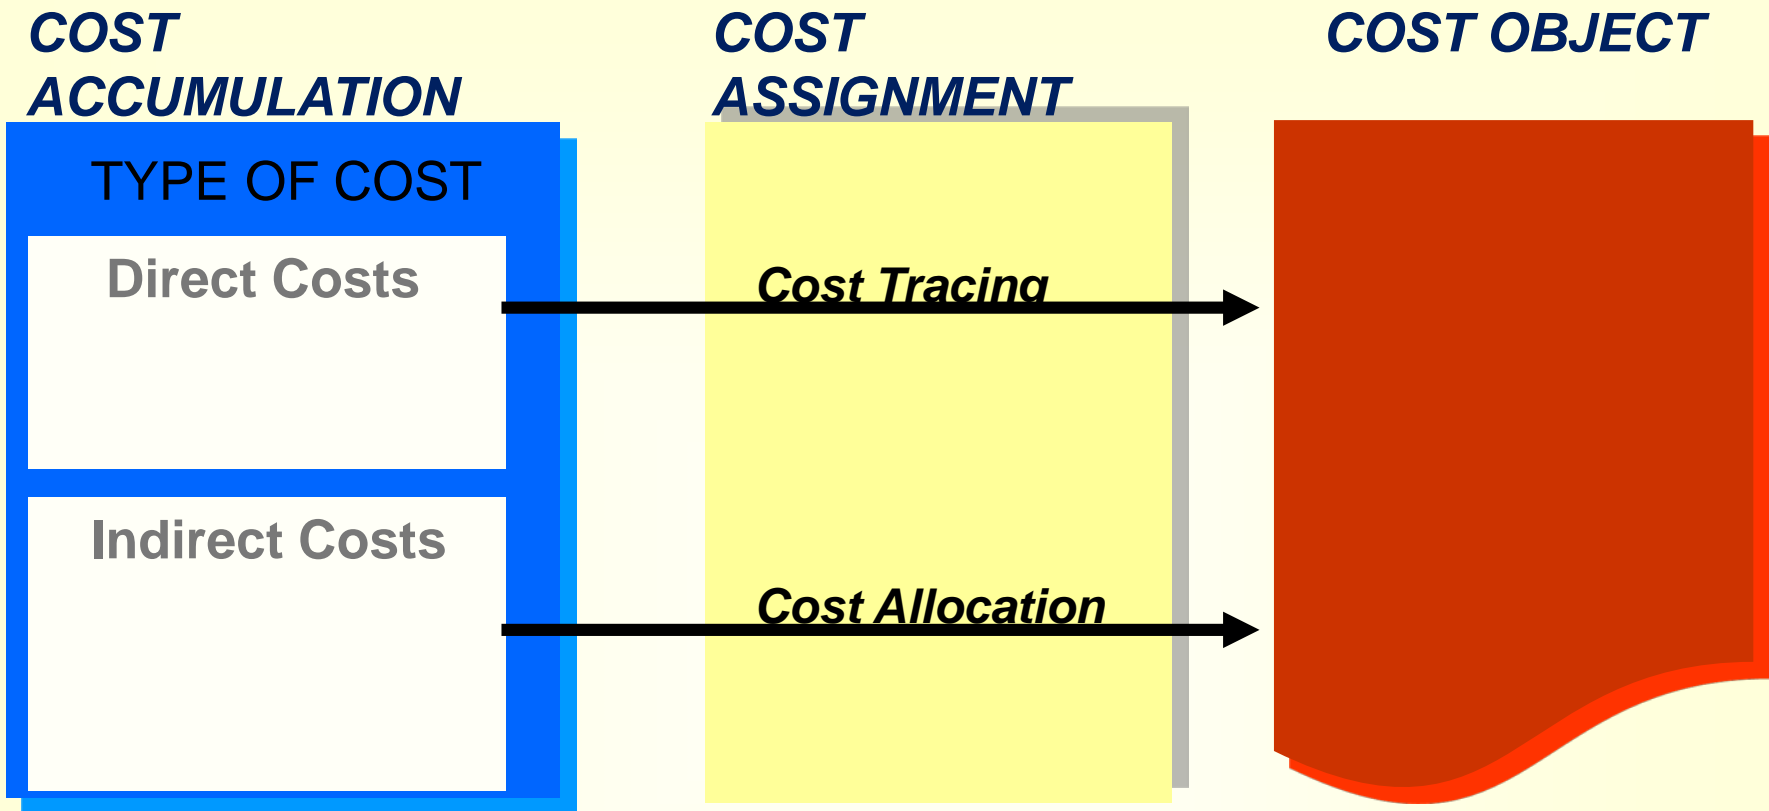 COST
ACCUMULATION
COST
ASSIGNMENT
COST OBJECT
TYPE OF COST
Direct Costs
Cost Tracing
Indirect Costs
Cost Allocation